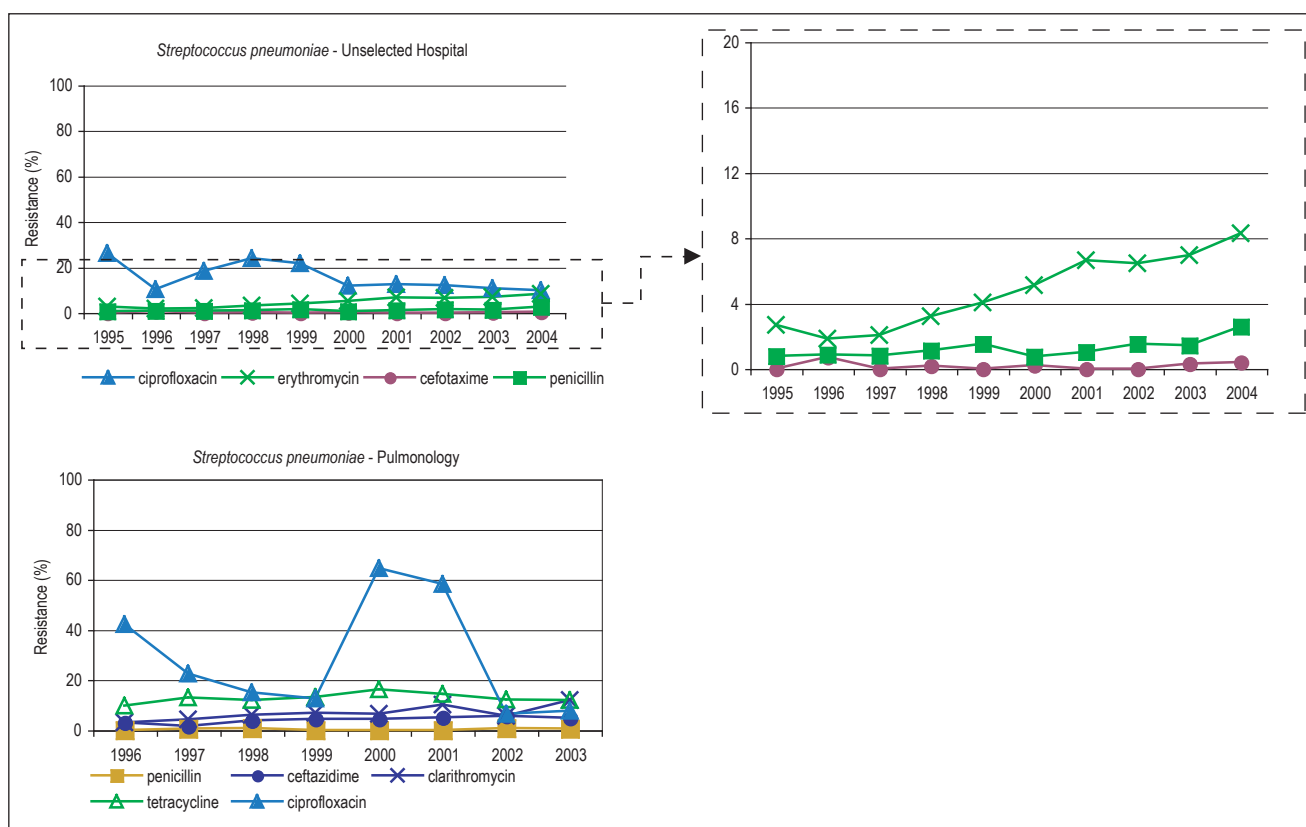 Streptococcus pneumoniae - Unselected Hospital
Resistance (%)
100
80
60
40
20
0
1995 1996 1997 1998 1999 2000 2001 2002 2003 2004
ciprofloxacin erythromycin cefotaxime penicillin
20
16
12
8
4
0
1995 1996 1997 1998 1999 2000 2001 2002 2003 2004
Streptococcus pneumoniae - Pulmonology
Resistance (%)
100
80
60
40
20
0
1996 1997 1998 1999 2000 2001 2002 2003
penicillin ceftazidime clarithromycin
tetracycline ciprofloxacin